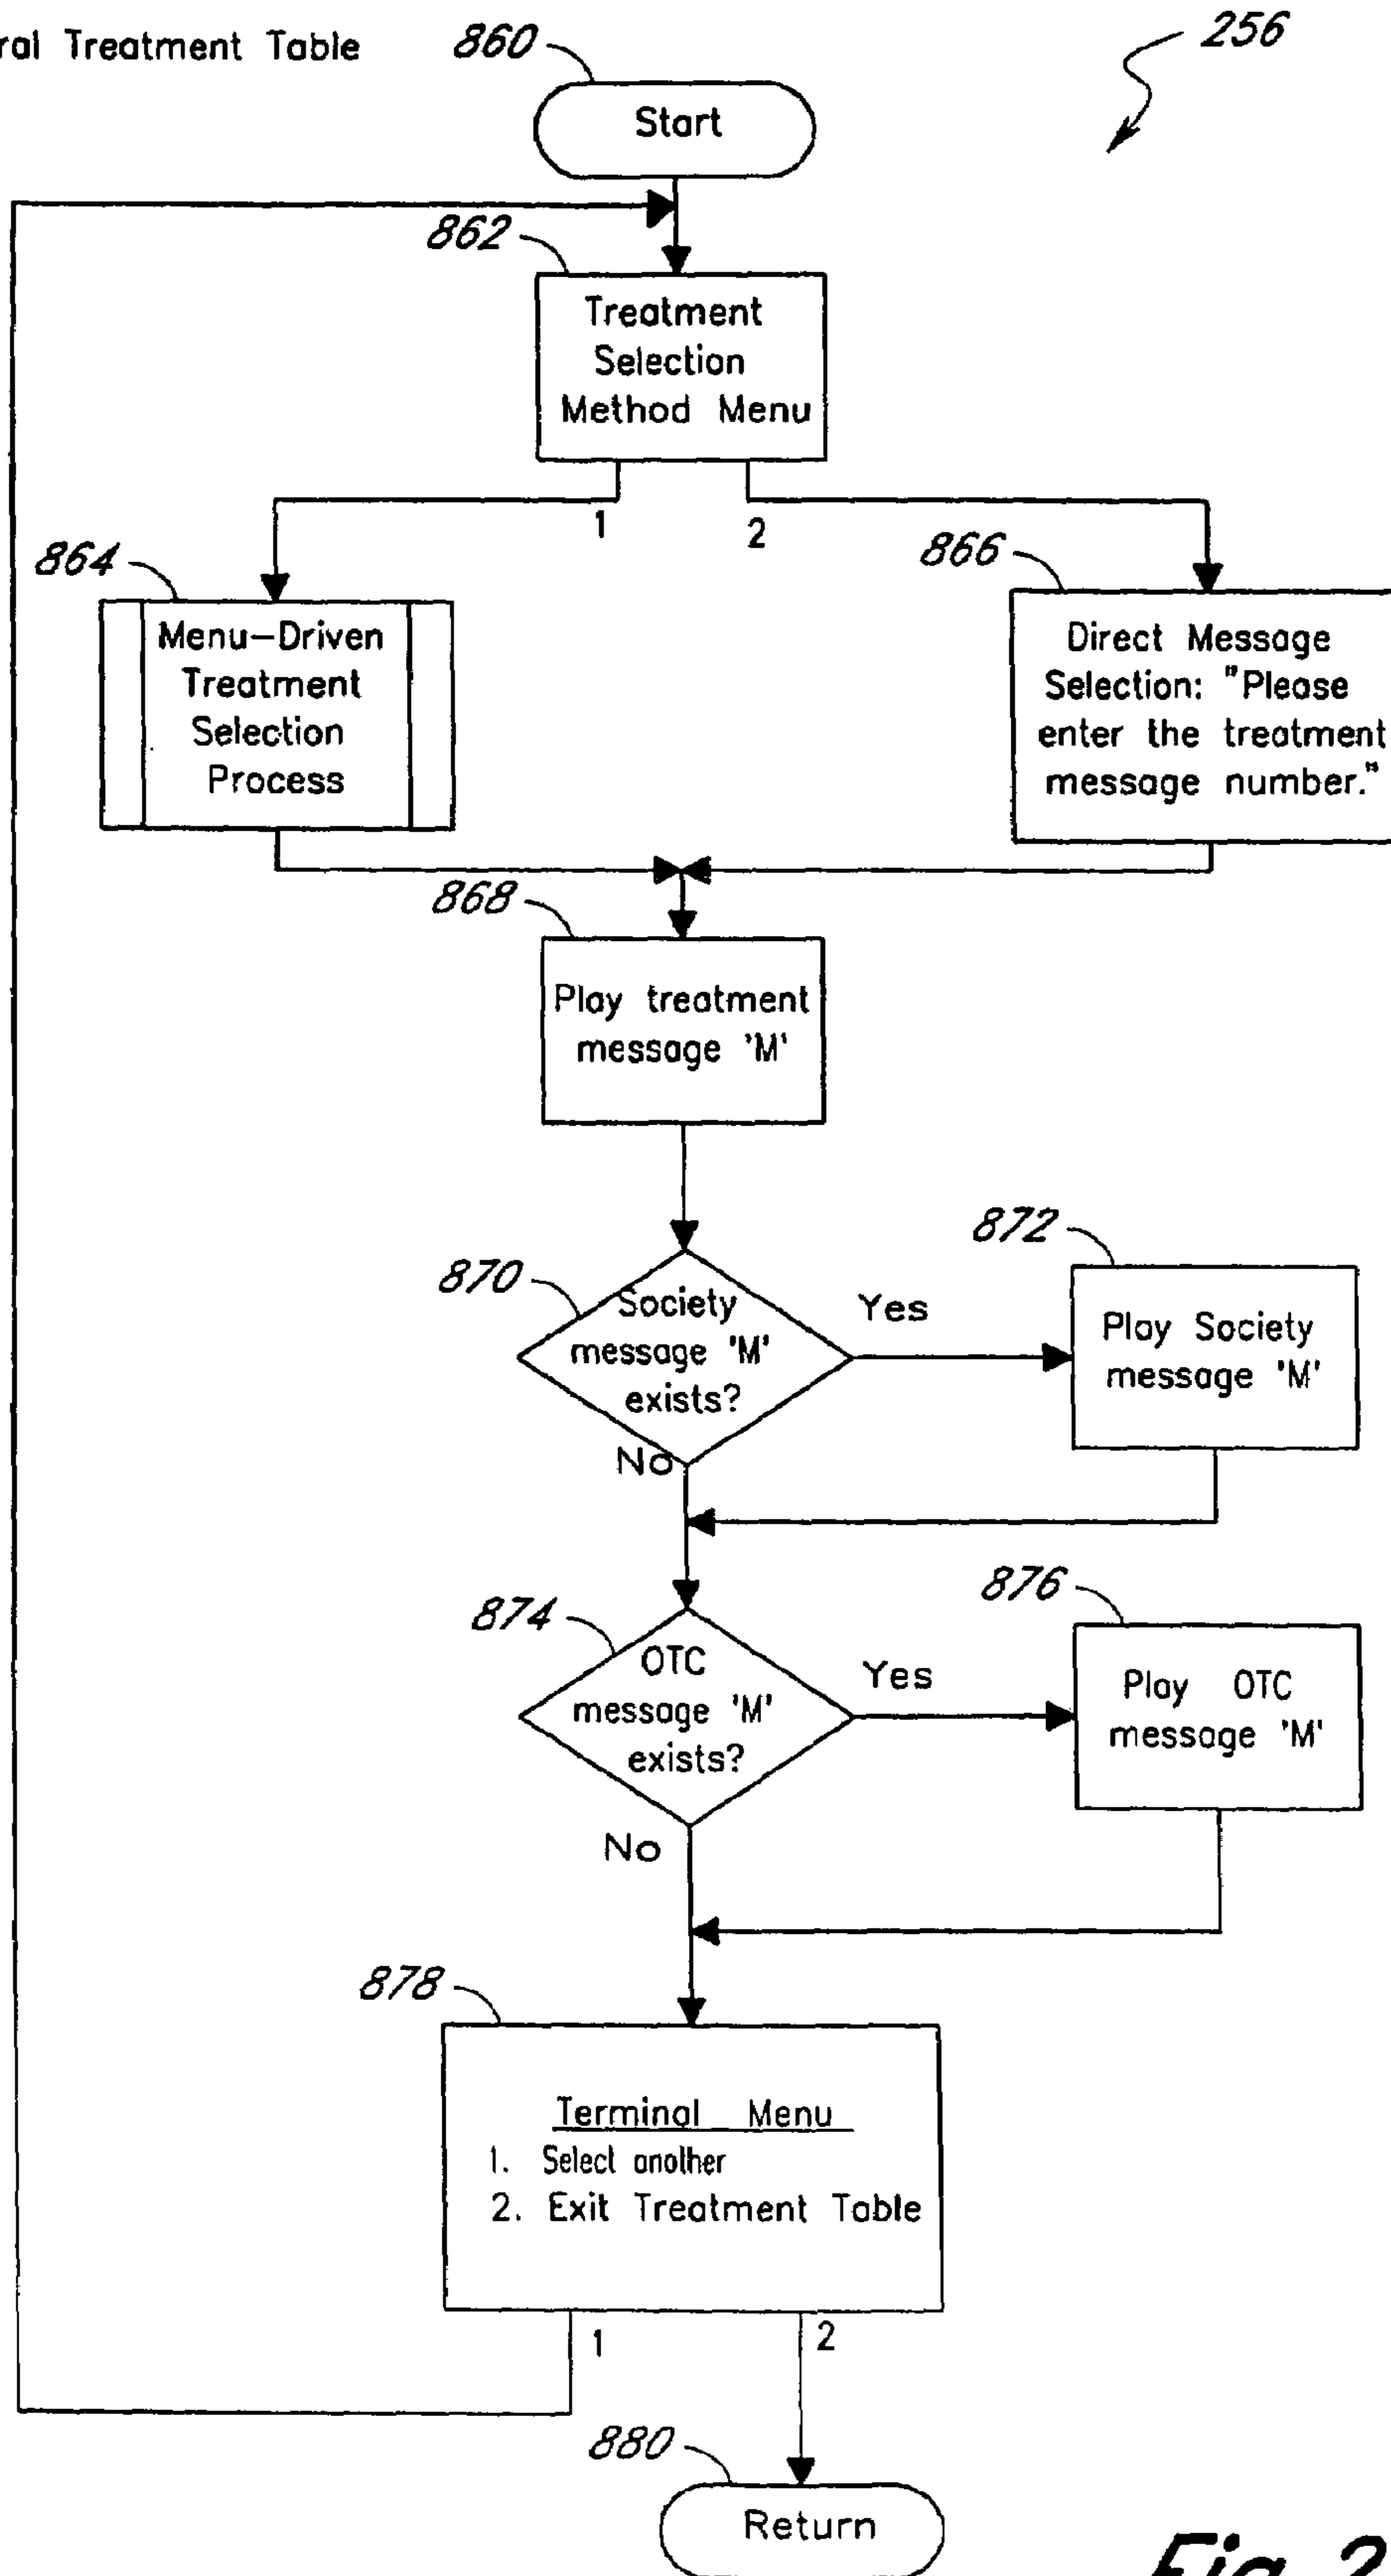 Treatment Table
860
256
Start
862
Treatment
Selection
Method Menu
1
2
864
866
Menu-Driven
Treatment
Selection
Process
Direct Message
Selection: "Please
enter the treatment
message number."
868
Play treatment
message 'M'
870
Society
message 'M'
exists?
Yes
872
Play Society
message 'M'
No
874
OTC
message 'M'
exists?
Yes
876
Play OTC
message 'M'
No
878
Terminal Menu
1. Select another
2. Exit Treatment Table
1
2
880
Return